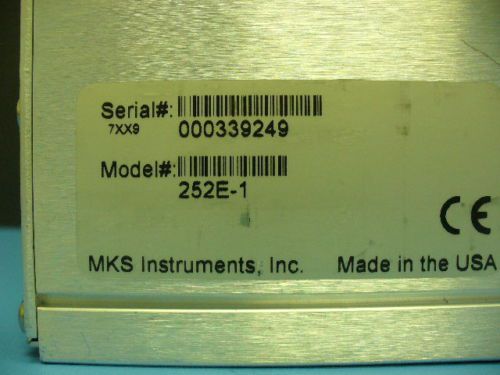 Serial#:
7XX9 000339249
Model#:
252E-1
CE
MKS Instruments, Inc. Made in the USA